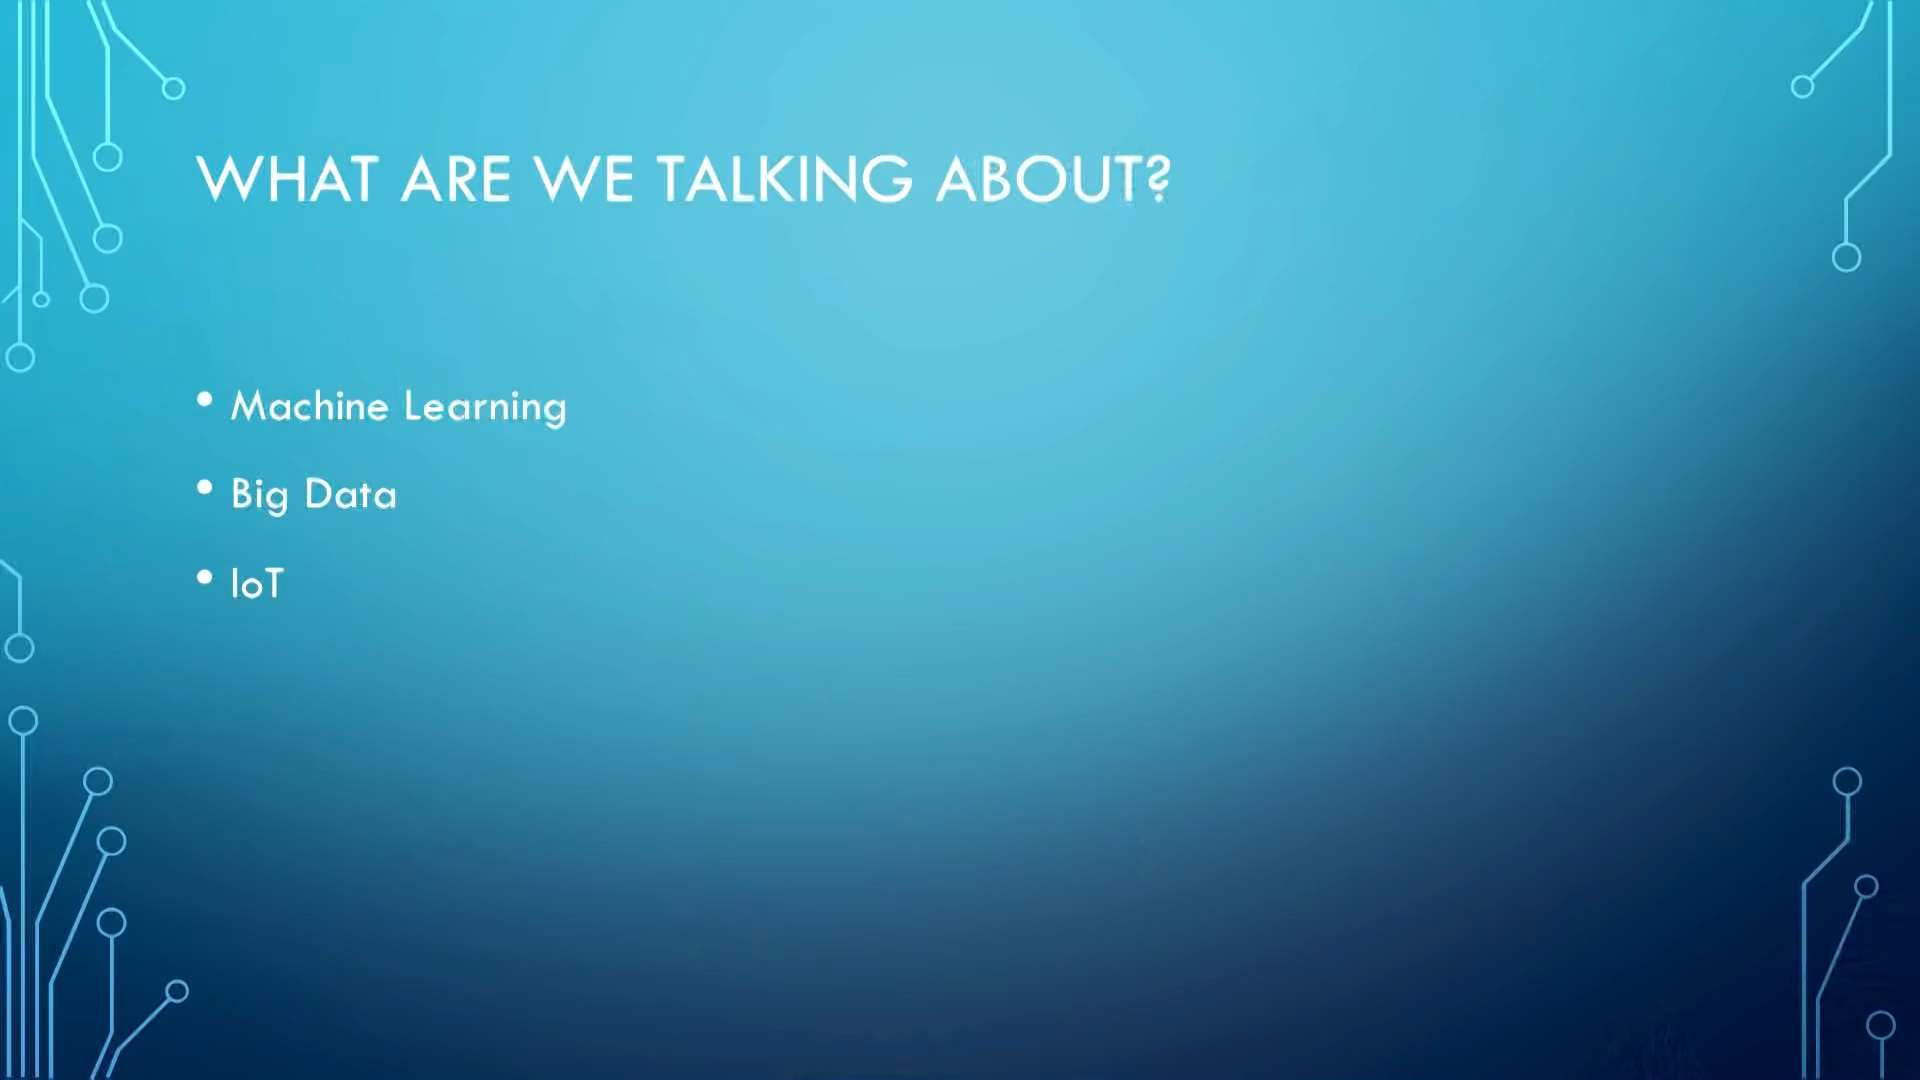 WHAT ARE WE TALKING ABOUT?
• Machine Learning
• Big Data
• IoT